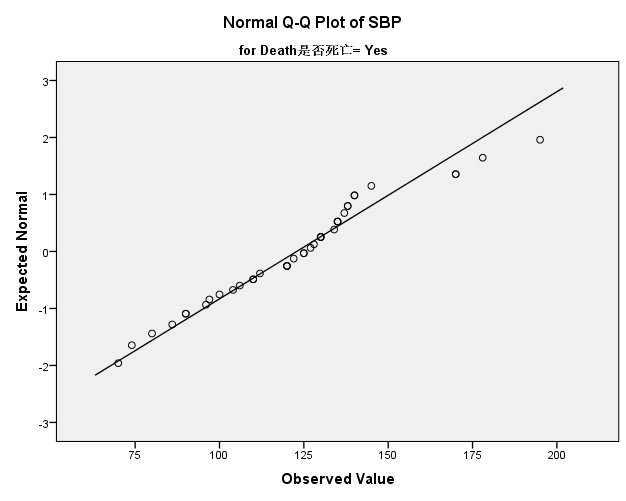 Normal Q-Q Plot of SBP
for Death是否死亡= Yes
3
2
1
0
-1
-2
-3
Expected Normal
75 100 125 150 175 200
Observed Value